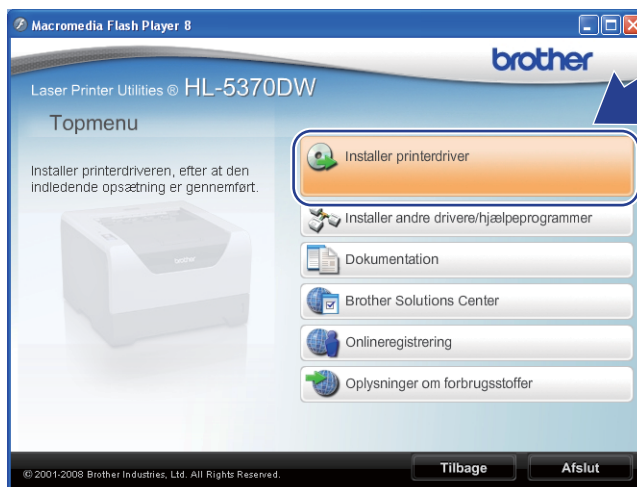 Macromedia Flash Player 8
brother
Laser Printer Utilities ® HL-5370DW
Topmenu
Installer printerdriveren, efter at den
indledende opsætning er gennemført.
brother
Installer printerdriver
Installer andre drivere/hjælpeprogrammer
Dokumentation
Brother Solutions Center
Onlineregistrering
Oplysninger om forbrugsstoffer
© 2001-2008 Brother Industries, Ltd. All Rights Reserved.
Tilbage
Afslut